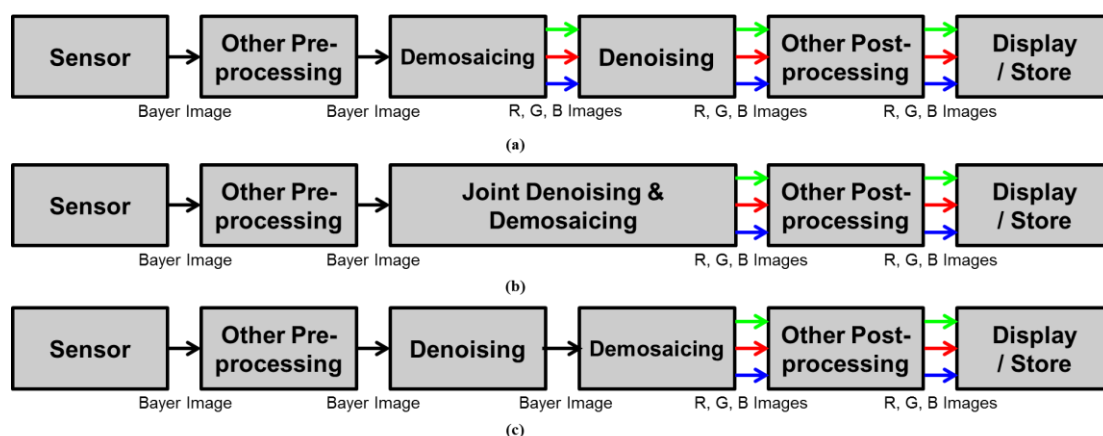 Sensor
Other Pre-
processing
Demosaicing
Denoising
Other Post-
processing
Display
/ Store
Bayer Image
Bayer Image
R, G, B Images
R, G, B Images
R, G, B Images
(a)
Sensor
Other Pre-
processing
Joint Denoising &
Demosaicing
Other Post-
processing
Display
/ Store
Bayer Image
Bayer Image
R, G, B Images
R, G, B Images
(b)
Sensor
Other Pre-
processing
Denoising
Demosaicing
Other Post-
processing
Display
/ Store
Bayer Image
Bayer Image
Bayer Image
R, G, B Images
R, G, B Images
(c)